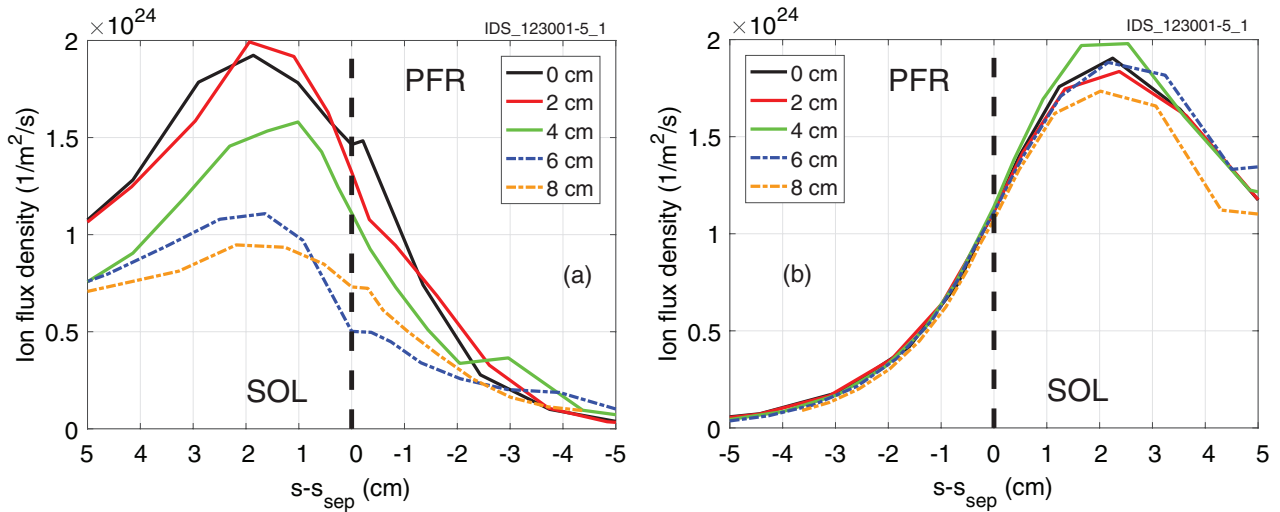 ×10^24
IDS_123001-5_1
2
1.5
1
0.5
0
Ion flux density (1/m^2/s)
PFR
0 cm
2 cm
4 cm
6 cm
8 cm
(a)
SOL
5 4 3 2 1 0 -1 -2 -3 -4 -5
s-s_sep (cm)
×10^24
IDS_123001-5_1
2
1.5
1
0.5
0
Ion flux density (1/m^2/s)
0 cm
2 cm
4 cm
6 cm
8 cm
PFR
(b)
SOL
-5 -4 -3 -2 -1 0 1 2 3 4 5
s-s_sep (cm)